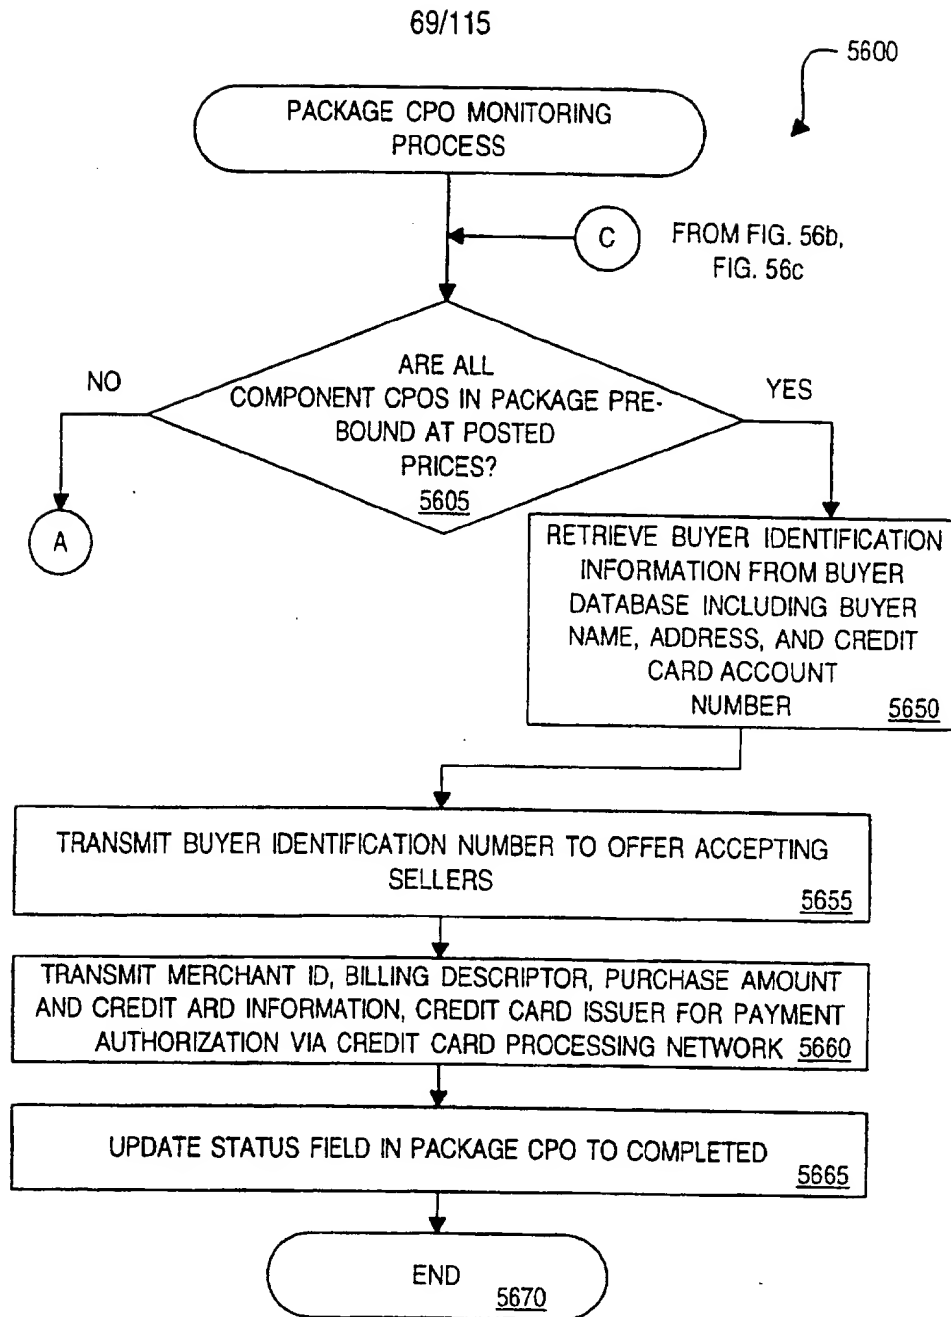 69/115
5600
PACKAGE CPO MONITORING
PROCESS
C
FROM FIG. 56b,
FIG. 56c
NO
YES
ARE ALL
COMPONENT CPOS IN PACKAGE PRE-
BOUND AT POSTED
PRICES?
5605
A
RETRIEVE BUYER IDENTIFICATION
INFORMATION FROM BUYER
DATABASE INCLUDING BUYER
NAME, ADDRESS, AND CREDIT
CARD ACCOUNT
NUMBER 5650
TRANSMIT BUYER IDENTIFICATION NUMBER TO OFFER ACCEPTING
SELLERS
5655
TRANSMIT MERCHANT ID, BILLING DESCRIPTOR, PURCHASE AMOUNT
AND CREDIT ARD INFORMATION, CREDIT CARD ISSUER FOR PAYMENT
AUTHORIZATION VIA CREDIT CARD PROCESSING NETWORK 5660
UPDATE STATUS FIELD IN PACKAGE CPO TO COMPLETED
5665
END
5670